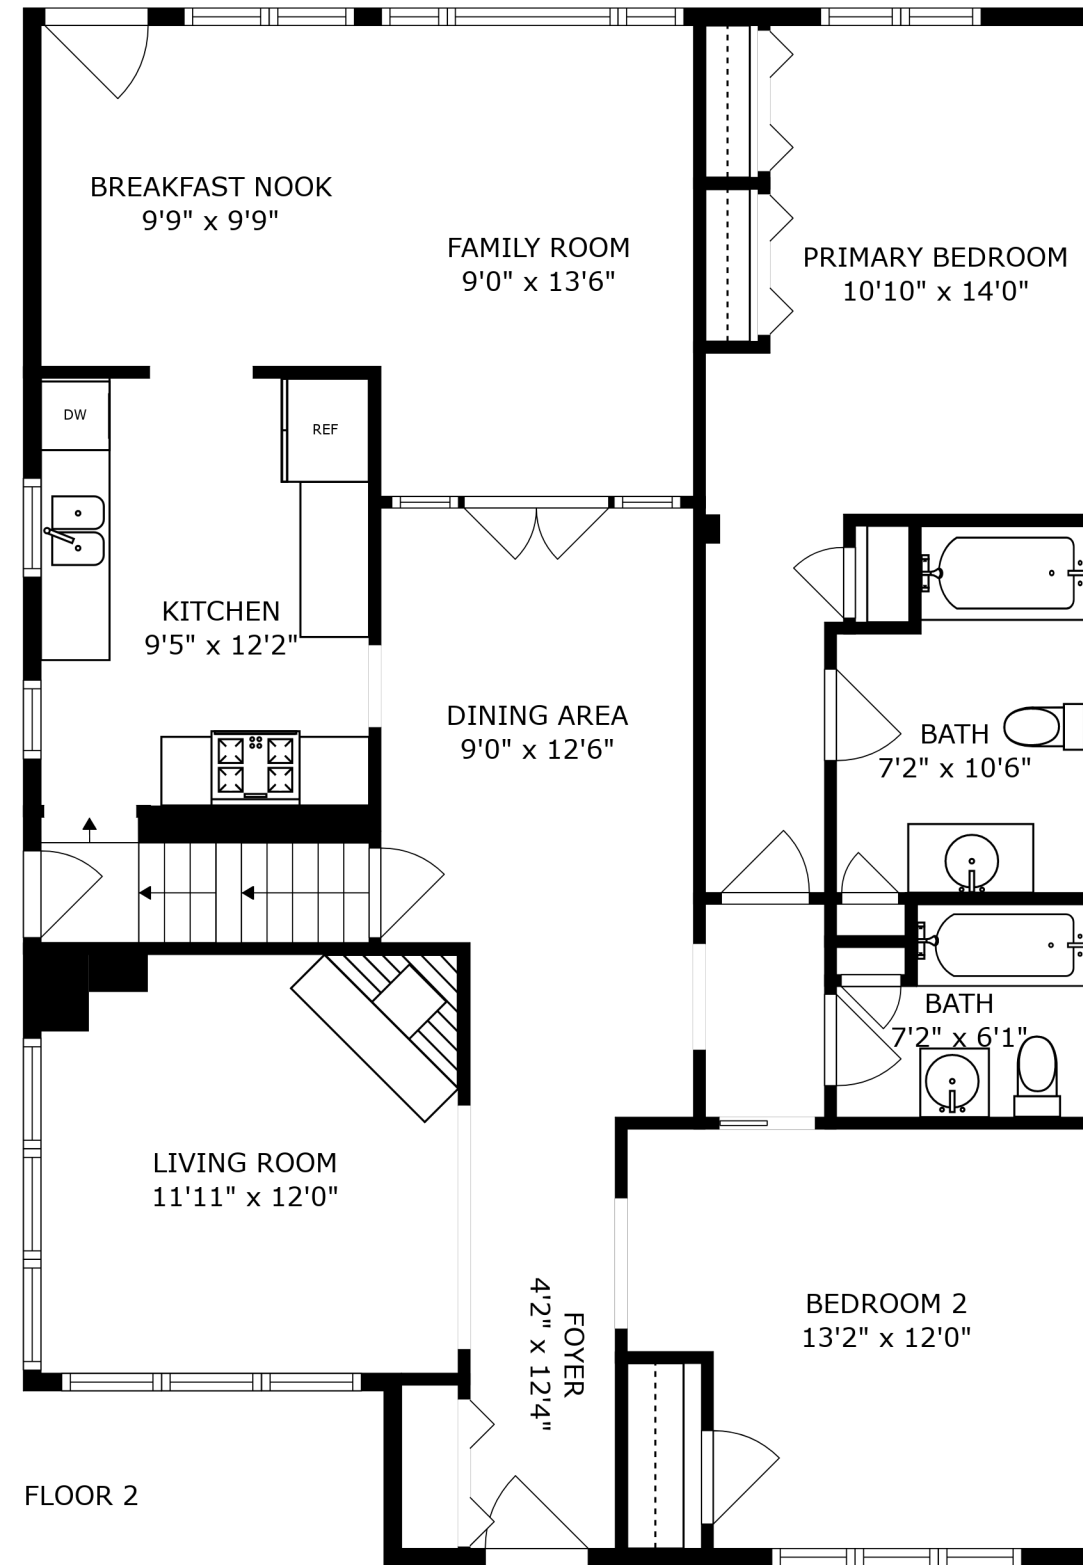 BREAKFAST NOOK
9'9" x 9'9"
FAMILY ROOM
9'0" x 13'6"
PRIMARY BEDROOM
10'10" x 14'0"
DW
REF
KITCHEN
9'5" x 12'2"
DINING AREA
9'0" x 12'6"
BATH
7'2" x 10'6"
BATH
7'2" x 6'1"
LIVING ROOM
11'11" x 12'0"
FOYER
4'2" x 12'4"
BEDROOM 2
13'2" x 12'0"
FLOOR 2